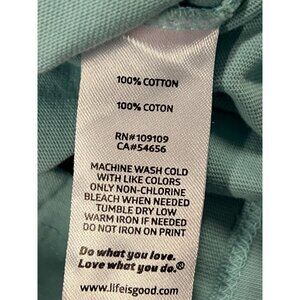 100% COTTON
100% COTON
RN#109109
CA#54656
MACHINE WASH COLD
WITH LIKE COLORS
ONLY NON-CHLORINE
BLEACH WHEN NEEDED
TUMBLE DRY LOW
WARM IRON IF NEEDED
DO NOT IRON ON PRINT
Do what you love.
Love what you do.®
www.lifeisgood.com